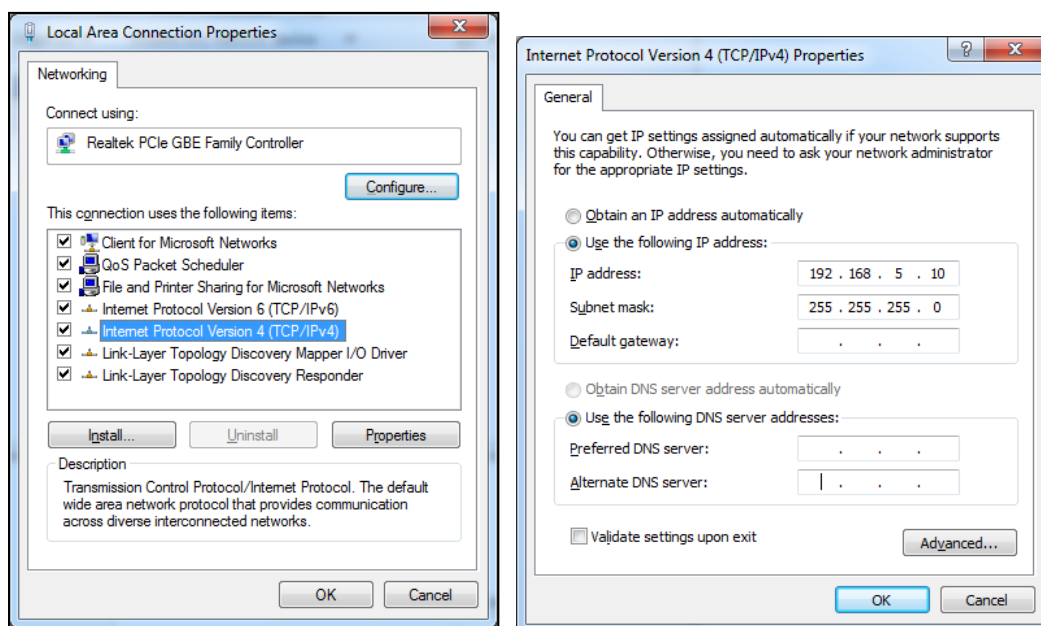 Local Area Connection Properties
Networking
Connect using:
Realtek PCIe GBE Family Controller
Configure...
This connection uses the following items:
Client for Microsoft Networks
QoS Packet Scheduler
File and Printer Sharing for Microsoft Networks
Internet Protocol Version 6 (TCP/IPv6)
Internet Protocol Version 4 (TCP/IPv4)
Link-Layer Topology Discovery Mapper I/O Driver
Link-Layer Topology Discovery Responder
Install...
Uninstall
Properties
Description
Transmission Control Protocol/Internet Protocol. The default
wide area network protocol that provides communication
across diverse interconnected networks.
OK
Cancel
Internet Protocol Version 4 (TCP/IPv4) Properties
General
You can get IP settings assigned automatically if your network supports
this capability. Otherwise, you need to ask your network administrator
for the appropriate IP settings.
Obtain an IP address automatically
Use the following IP address:
IP address: 192 . 168 . 5 . 10
Subnet mask: 255 . 255 . 255 . 0
Default gateway: . . .
Obtain DNS server address automatically
Use the following DNS server addresses:
Preferred DNS server: . . .
Alternate DNS server: . . .
Validate settings upon exit
Advanced...
OK
Cancel